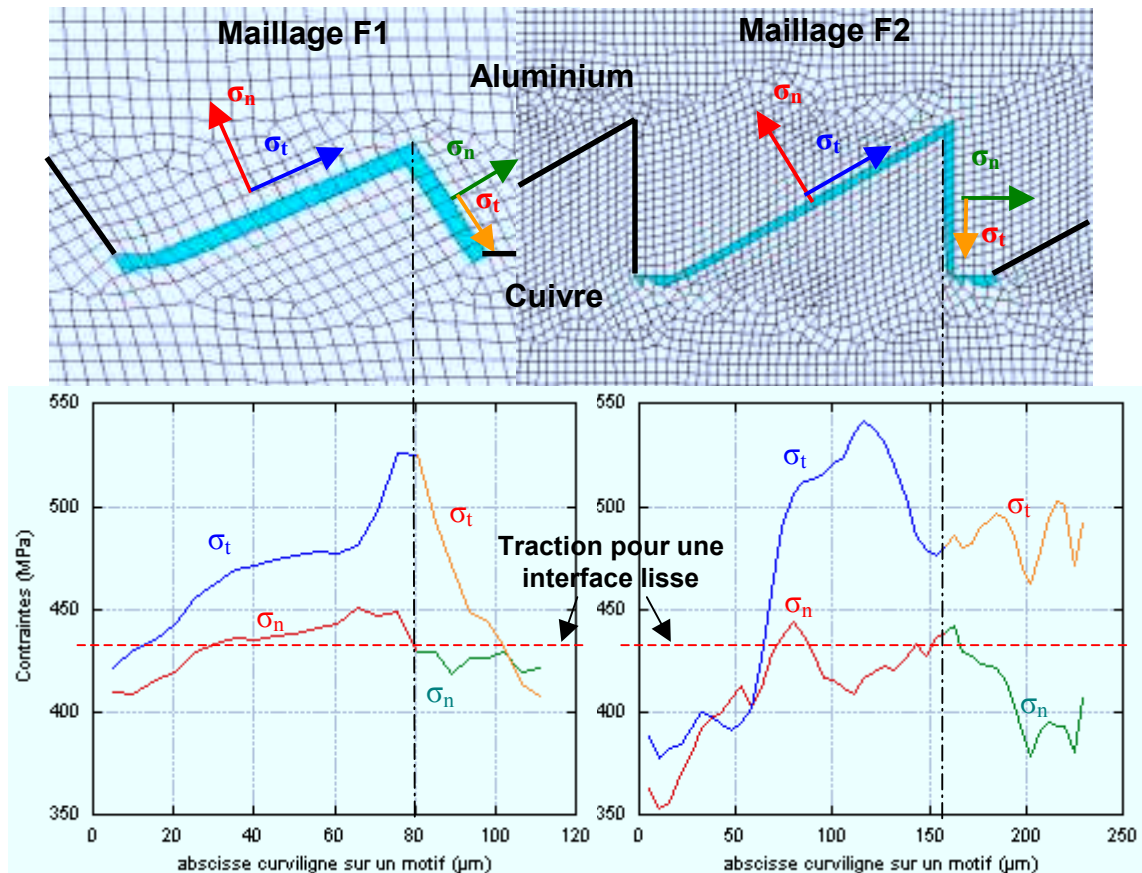 Maillage F1
Maillage F2
Aluminium
σn
σt
σn
σt
σn
σt
σn
σt
Cuivre
Contraintes (MPa)
550
500
450
400
350
0
20
40
60
80
100
120
abscisse curviligne sur un motif (µm)
σt
σt
σn
σn
Traction pour une
interface lisse
550
500
450
400
350
0
50
100
150
200
250
abscisse curviligne sur un motif (µm)
σt
σt
σn
σn